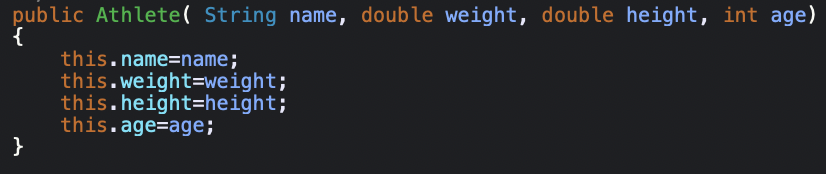 public Athlete( String name, double weight, double height, int age)
{
    this.name=name;
    this.weight=weight;
    this.height=height;
    this.age=age;
}